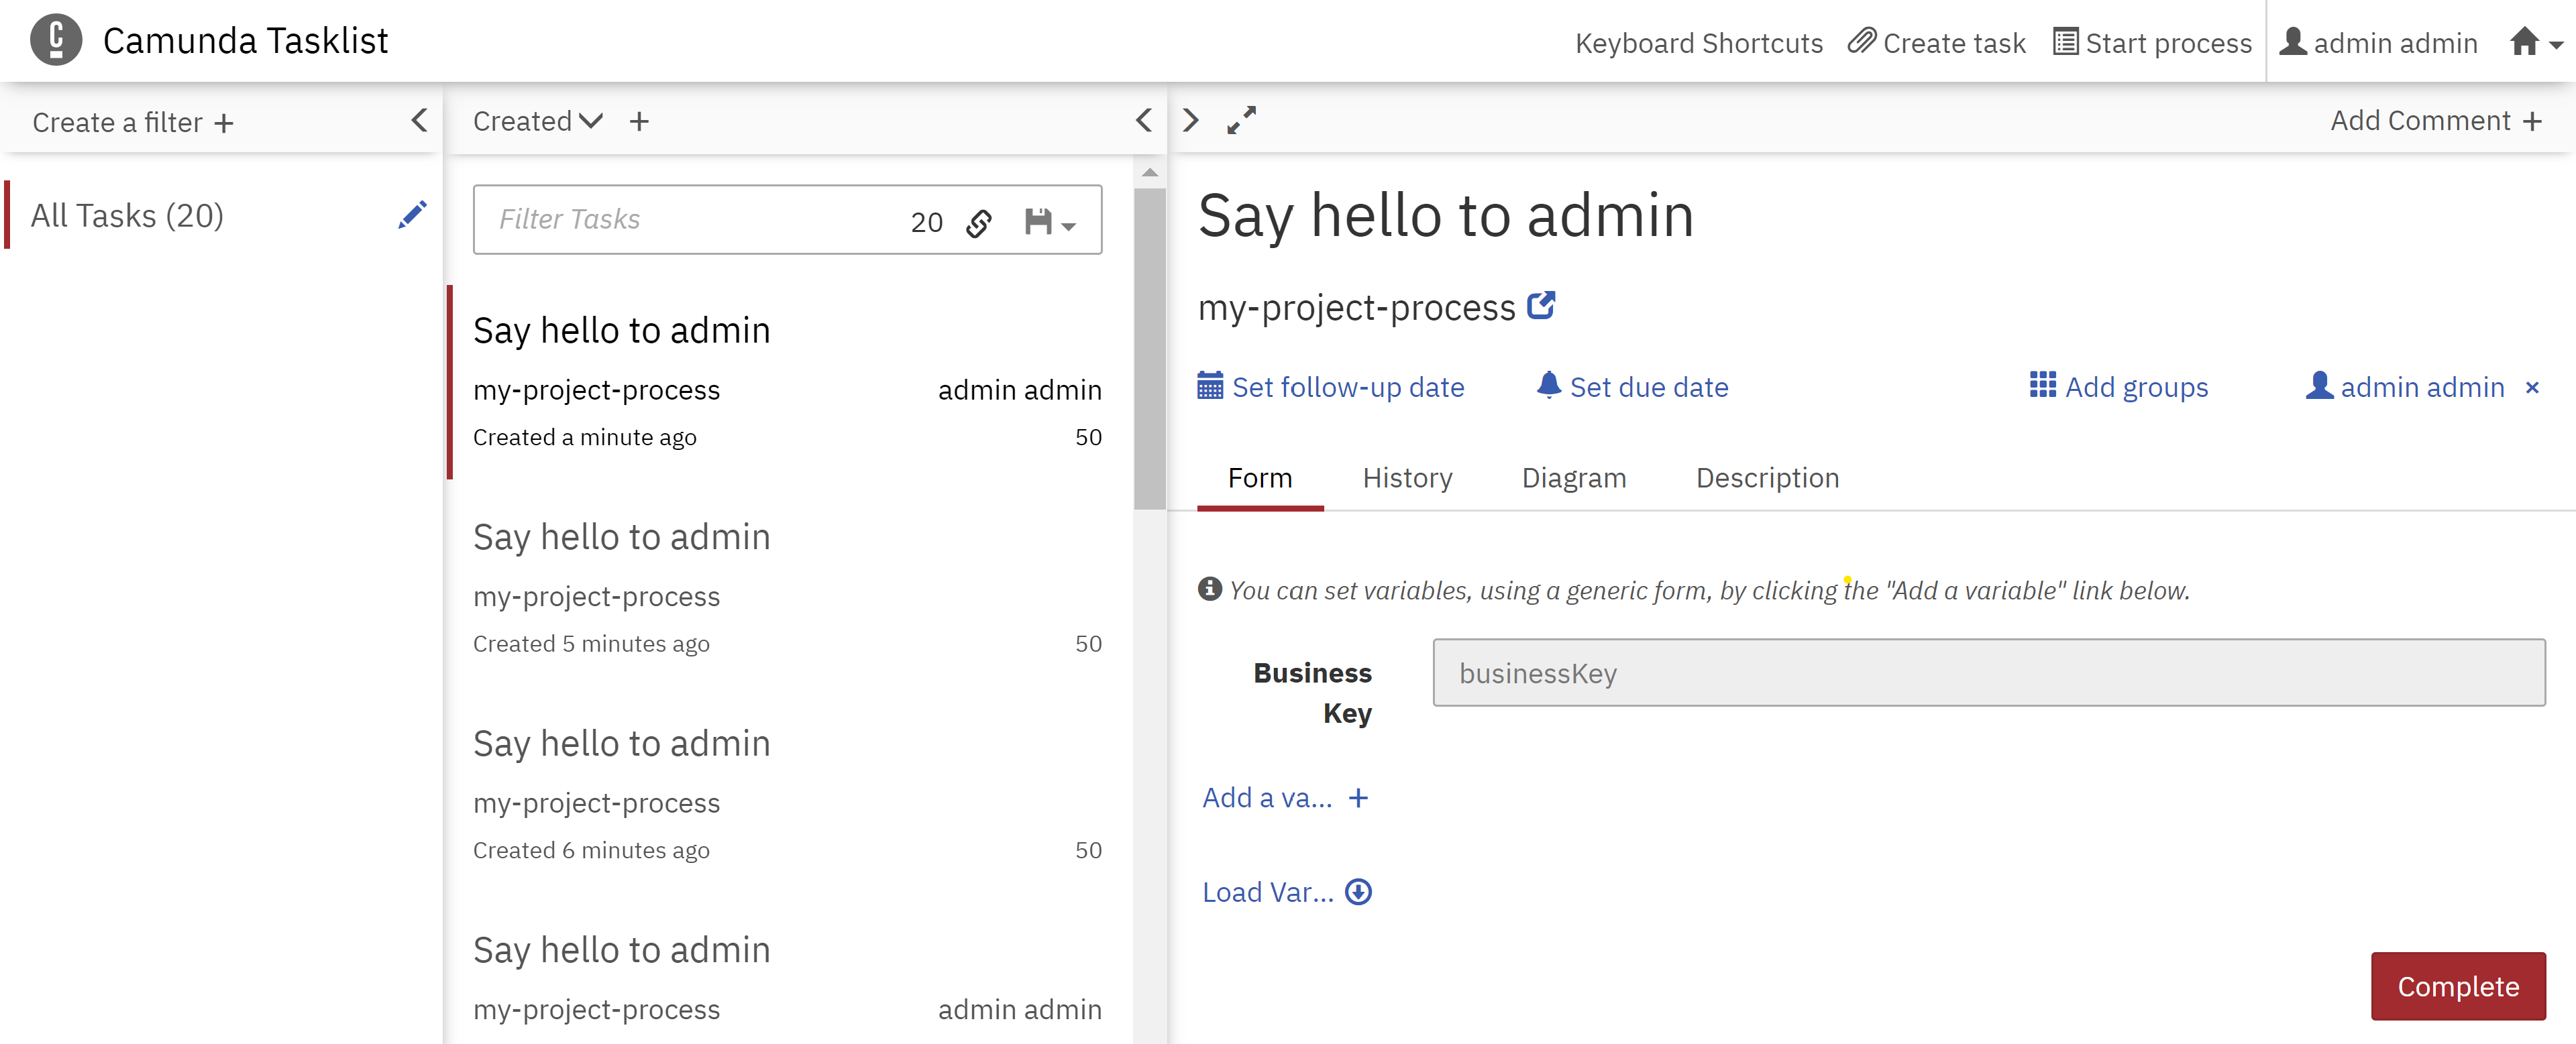 Camunda Tasklist
Keyboard Shortcuts Create task Start process admin admin
Create a filter +
Created +
Add Comment +
All Tasks (20)
Filter Tasks 20
Say hello to admin
my-project-process admin admin
Created a minute ago 50
Say hello to admin
my-project-process
Created 5 minutes ago 50
Say hello to admin
my-project-process
Created 6 minutes ago 50
Say hello to admin
my-project-process admin admin
Say hello to admin
my-project-process
Set follow-up date Set due date Add groups admin admin ×
Form History Diagram Description
You can set variables, using a generic form, by clicking the "Add a variable" link below.
Business
Key
businessKey
Add a va... +
Load Var...
Complete